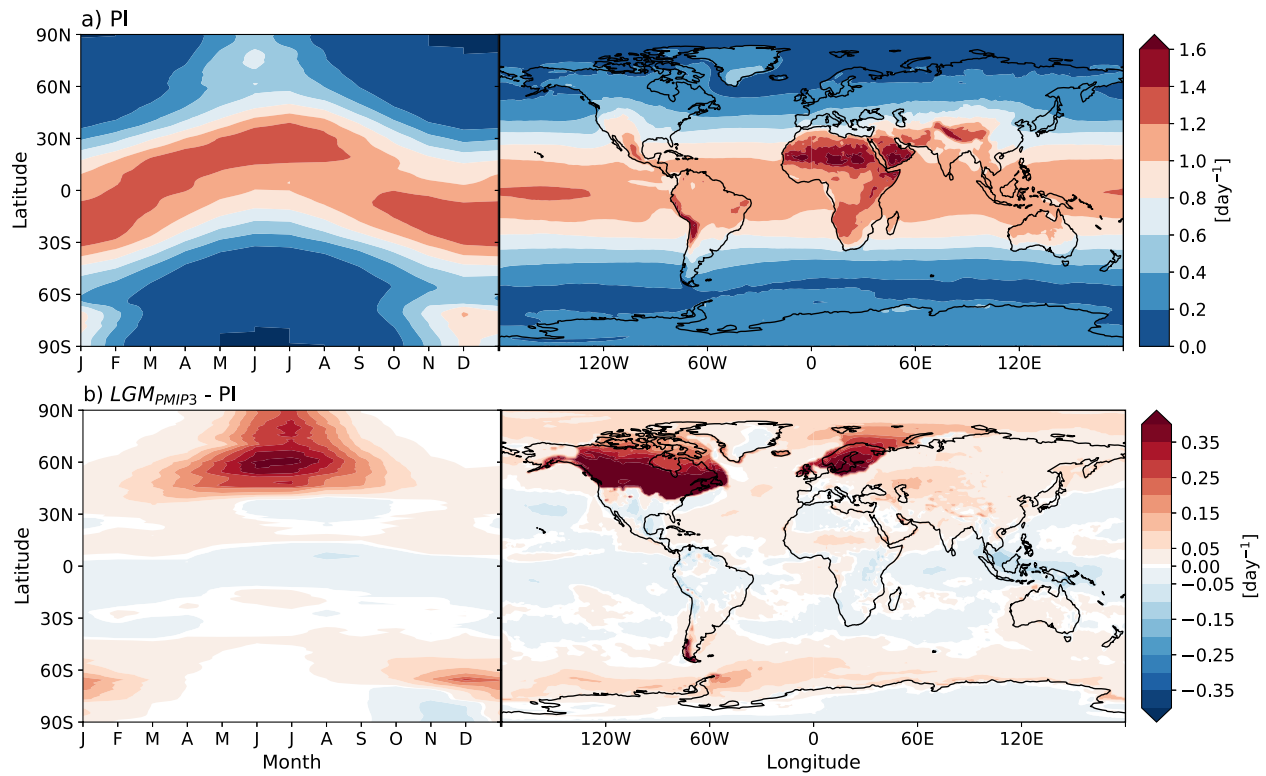 a) PI
90N
60N
30N
0
30S
60S
90S
Latitude
J F M A M J J A S O N D
120W 60W 0 60E 120E
1.6
1.4
1.2
1.0
0.8
0.6
0.4
0.2
0.0
[day⁻¹]
b) LGM_PMIP3 - PI
90N
60N
30N
0
30S
60S
90S
Latitude
J F M A M J J A S O N D
Month
120W 60W 0 60E 120E
Longitude
0.35
0.25
0.15
0.05
0.00
−0.05
−0.15
−0.25
−0.35
[day⁻¹]